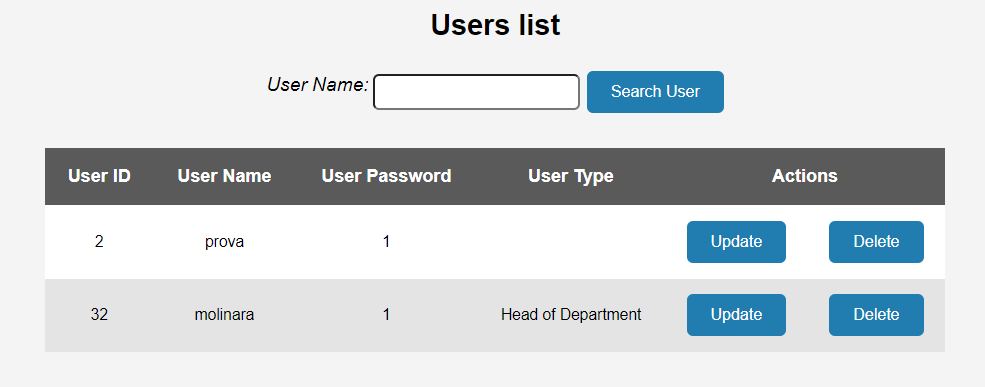 Users list
User Name: Search User
User ID User Name User Password User Type Actions
2 prova 1 Update Delete
32 molinara 1 Head of Department Update Delete